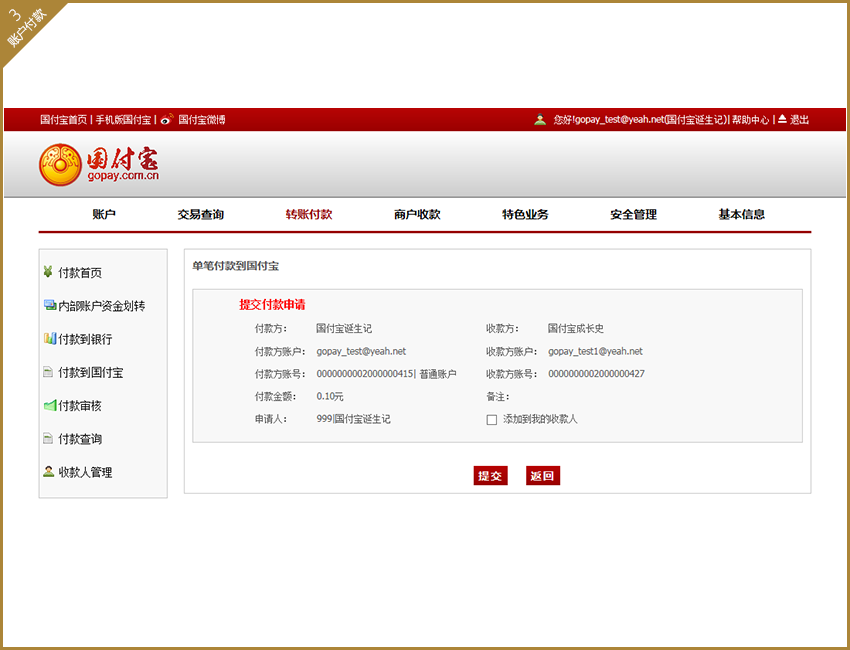 3
账户付款
国付宝首页 | 手机版国付宝 | 国付宝微博
您好!gopay_test@yeah.net(国付宝诞生记)| 帮助中心 | 退出
国付宝
gopay.com.cn
账户 交易查询 转账付款 商户收款 特色业务 安全管理 基本信息
付款首页
内部账户资金划转
付款到银行
付款到国付宝
付款审核
付款查询
收款人管理
单笔付款到国付宝
提交付款申请
付款方: 国付宝诞生记 收款方: 国付宝成长史
付款方账户: gopay_test@yeah.net 收款方账户: gopay_test1@yeah.net
付款方账号: 0000000002000000415| 普通账户 收款方账号: 0000000002000000427
付款金额: 0.10元 备注:
申请人: 999|国付宝诞生记 添加到我的收款人
提交 返回